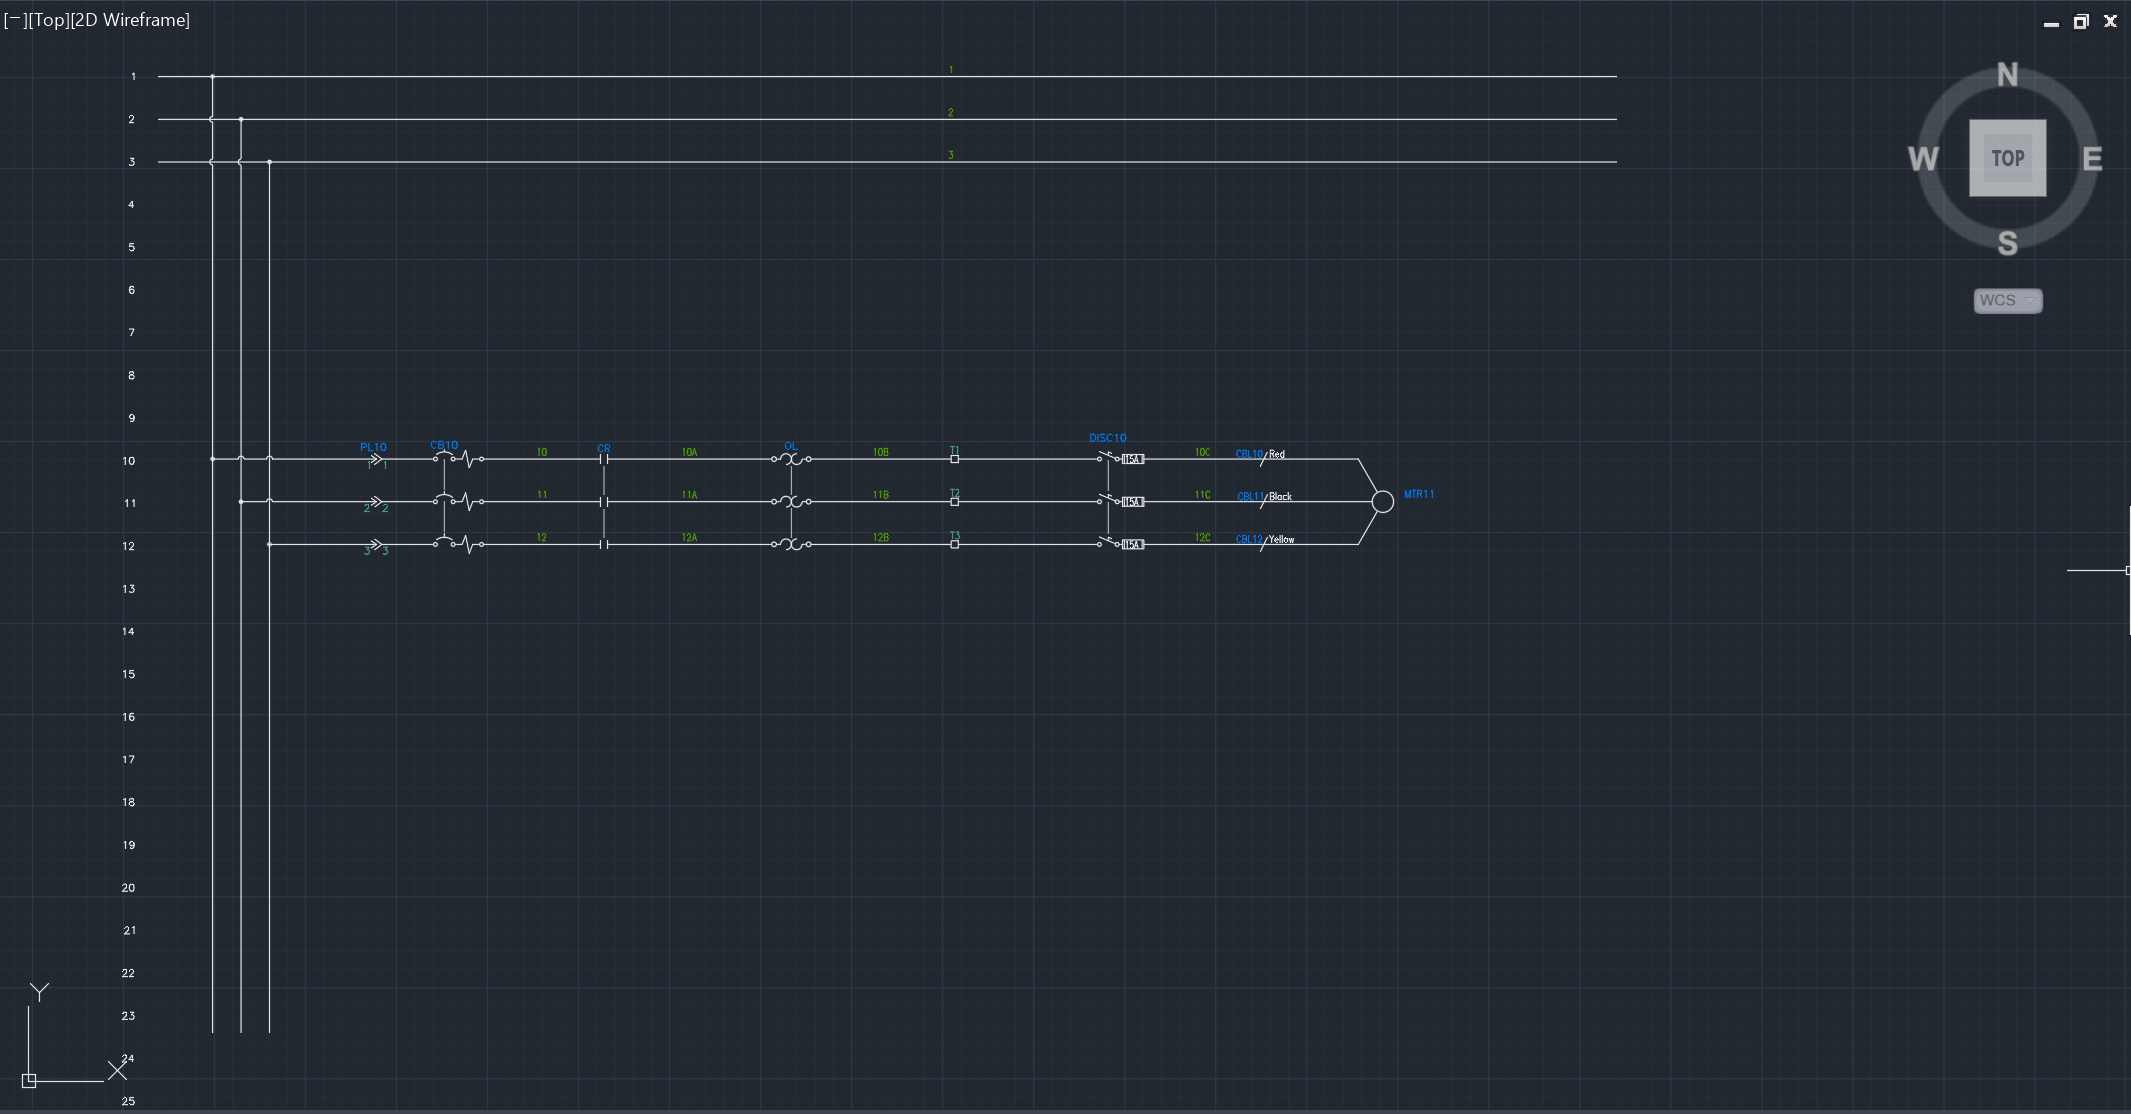 [−][Top][2D Wireframe]
N
W TOP E
S
WCS
1 1
2 2
3 3
4
5
6
7
8
9
PL10 CB10 CR OL DISC10
10 1 1 10 10A 10B T1 15A 10C CBL10 Red
11 2 2 11 11A 11B T2 15A 11C CBL11 Black MTR11
12 3 3 12 12A 12B T3 15A 12C CBL12 Yellow
13
14
15
16
17
18
19
20
21
22
23
24
25
Y
X